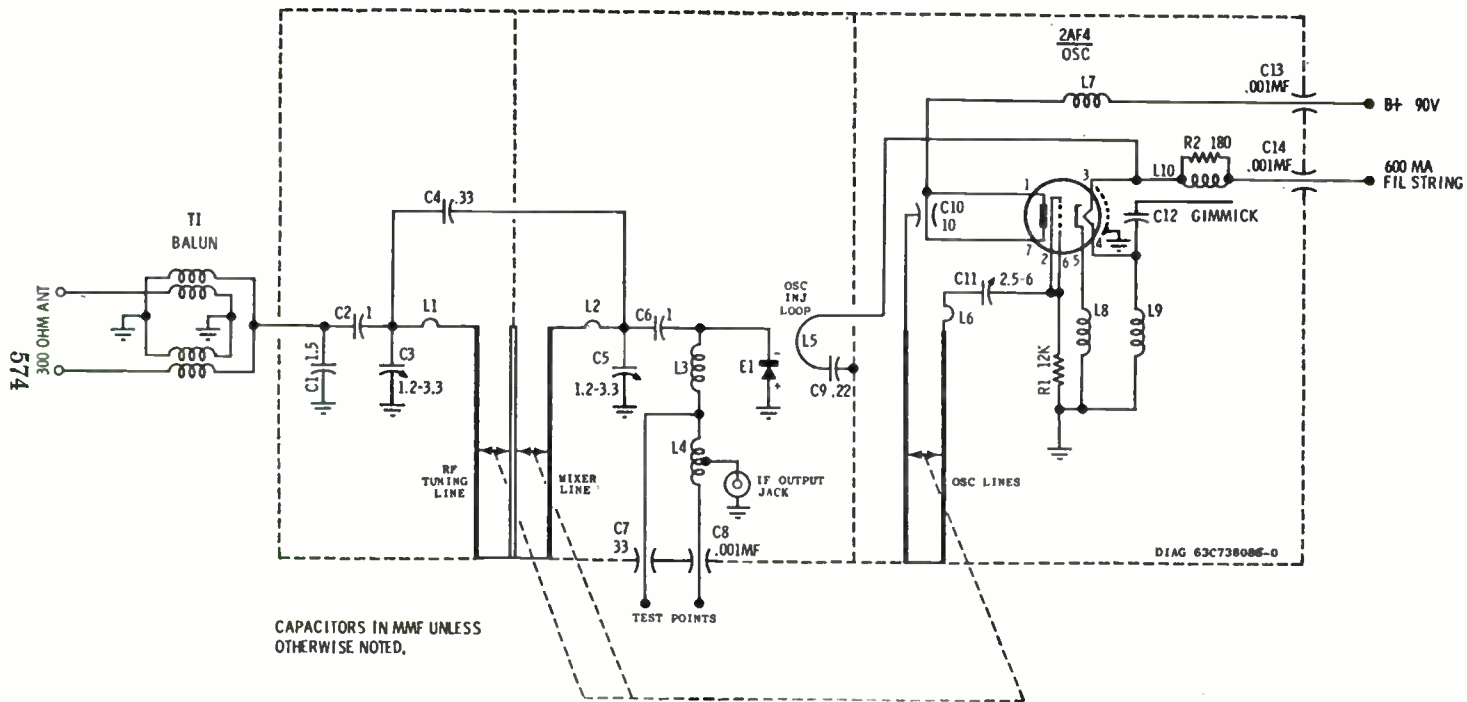 2AF4
OSC
L7
C13
.001MF
B+ 90V
R2 180
C14
.001MF
L10
600 MA
FIL STRING
C4 .33
T1
BALUN
300 OHM ANT
574
C2 1
L1
C1 1.5
C3
1.2-3.3
L2
C6 1
C5
1.2-3.3
L3
E1
-
+
L4
OSC
INJ
LOOP
L5
C9 .22
C10
10
1
7
2
6
5
3
4
C12 GIMMICK
C11 2.5-6
L6
R1 12K
L8
L9
RF
TUNING
LINE
MIXER
LINE
IF OUTPUT
JACK
OSC LINES
C7
33
C8
.001MF
TEST POINTS
DIAG 63C738086-0
CAPACITORS IN MMF UNLESS
OTHERWISE NOTED.